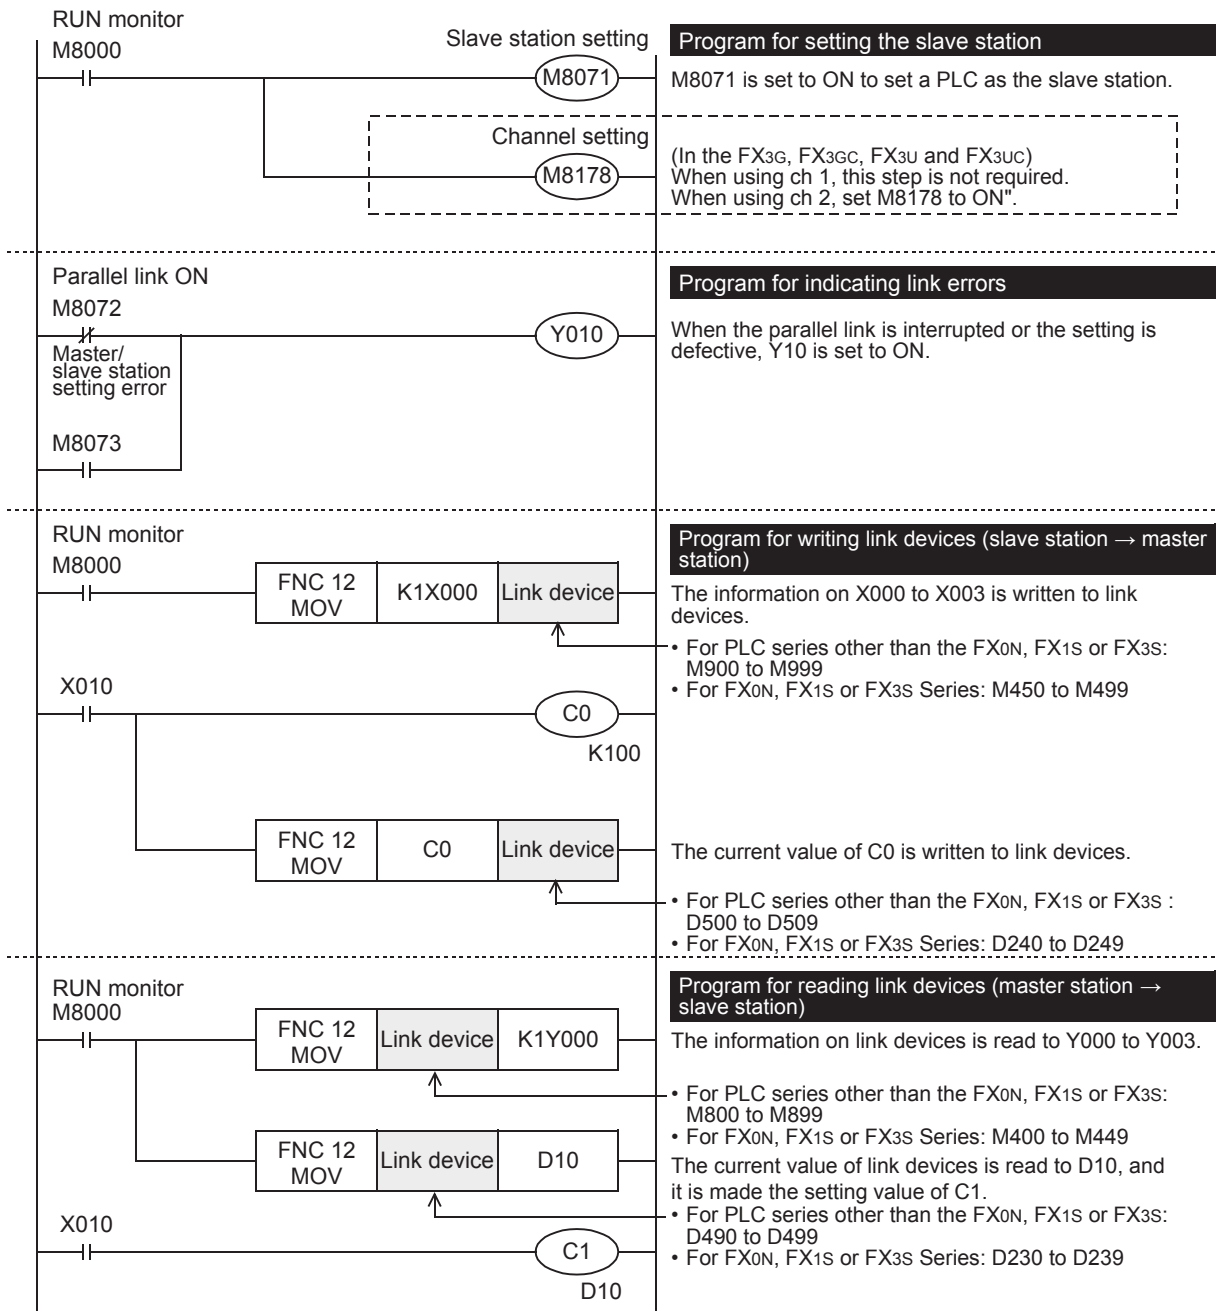 RUN monitor
M8000
Slave station setting
M8071
Program for setting the slave station
M8071 is set to ON to set a PLC as the slave station.
Channel setting
M8178
(In the FX3G, FX3GC, FX3U and FX3UC)
When using ch 1, this step is not required.
When using ch 2, set M8178 to ON".
Parallel link ON
M8072
Master/
slave station
setting error
M8073
Y010
Program for indicating link errors
When the parallel link is interrupted or the setting is
defective, Y10 is set to ON.
RUN monitor
M8000
FNC 12
MOV
K1X000
Link device
Program for writing link devices (slave station → master
station)
The information on X000 to X003 is written to link
devices.
• For PLC series other than the FX0N, FX1S or FX3S:
M900 to M999
• For FX0N, FX1S or FX3S Series: M450 to M499
X010
C0
K100
FNC 12
MOV
C0
Link device
The current value of C0 is written to link devices.
• For PLC series other than the FX0N, FX1S or FX3S :
D500 to D509
• For FX0N, FX1S or FX3S Series: D240 to D249
RUN monitor
M8000
FNC 12
MOV
Link device
K1Y000
Program for reading link devices (master station →
slave station)
The information on link devices is read to Y000 to Y003.
• For PLC series other than the FX0N, FX1S or FX3S:
M800 to M899
• For FX0N, FX1S or FX3S Series: M400 to M449
FNC 12
MOV
Link device
D10
The current value of link devices is read to D10, and
it is made the setting value of C1.
• For PLC series other than the FX0N, FX1S or FX3S:
D490 to D499
• For FX0N, FX1S or FX3S Series: D230 to D239
X010
C1
D10